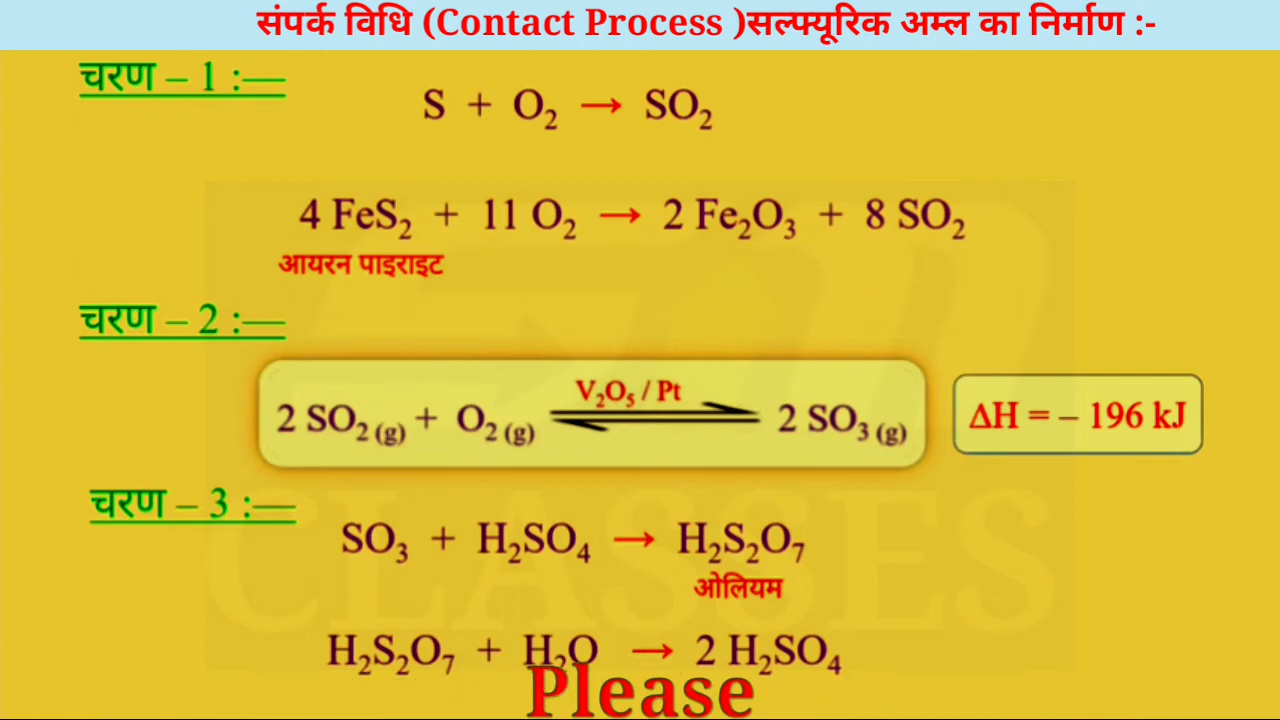 संपर्क विधि (Contact Process )सल्फ्यूरिक अम्ल का निर्माण :-
चरण – 1 :—
S + O₂ → SO₂
4 FeS₂ + 11 O₂ → 2 Fe₂O₃ + 8 SO₂
आयरन पाइराइट
चरण – 2 :—
V₂O₅ / Pt
2 SO₂ (g) + O₂ (g) ⇌ 2 SO₃ (g) ΔH = – 196 kJ
चरण – 3 :—
SO₃ + H₂SO₄ → H₂S₂O₇
ओलियम
H₂S₂O₇ + H₂O → 2 H₂SO₄
Please
CLASSES